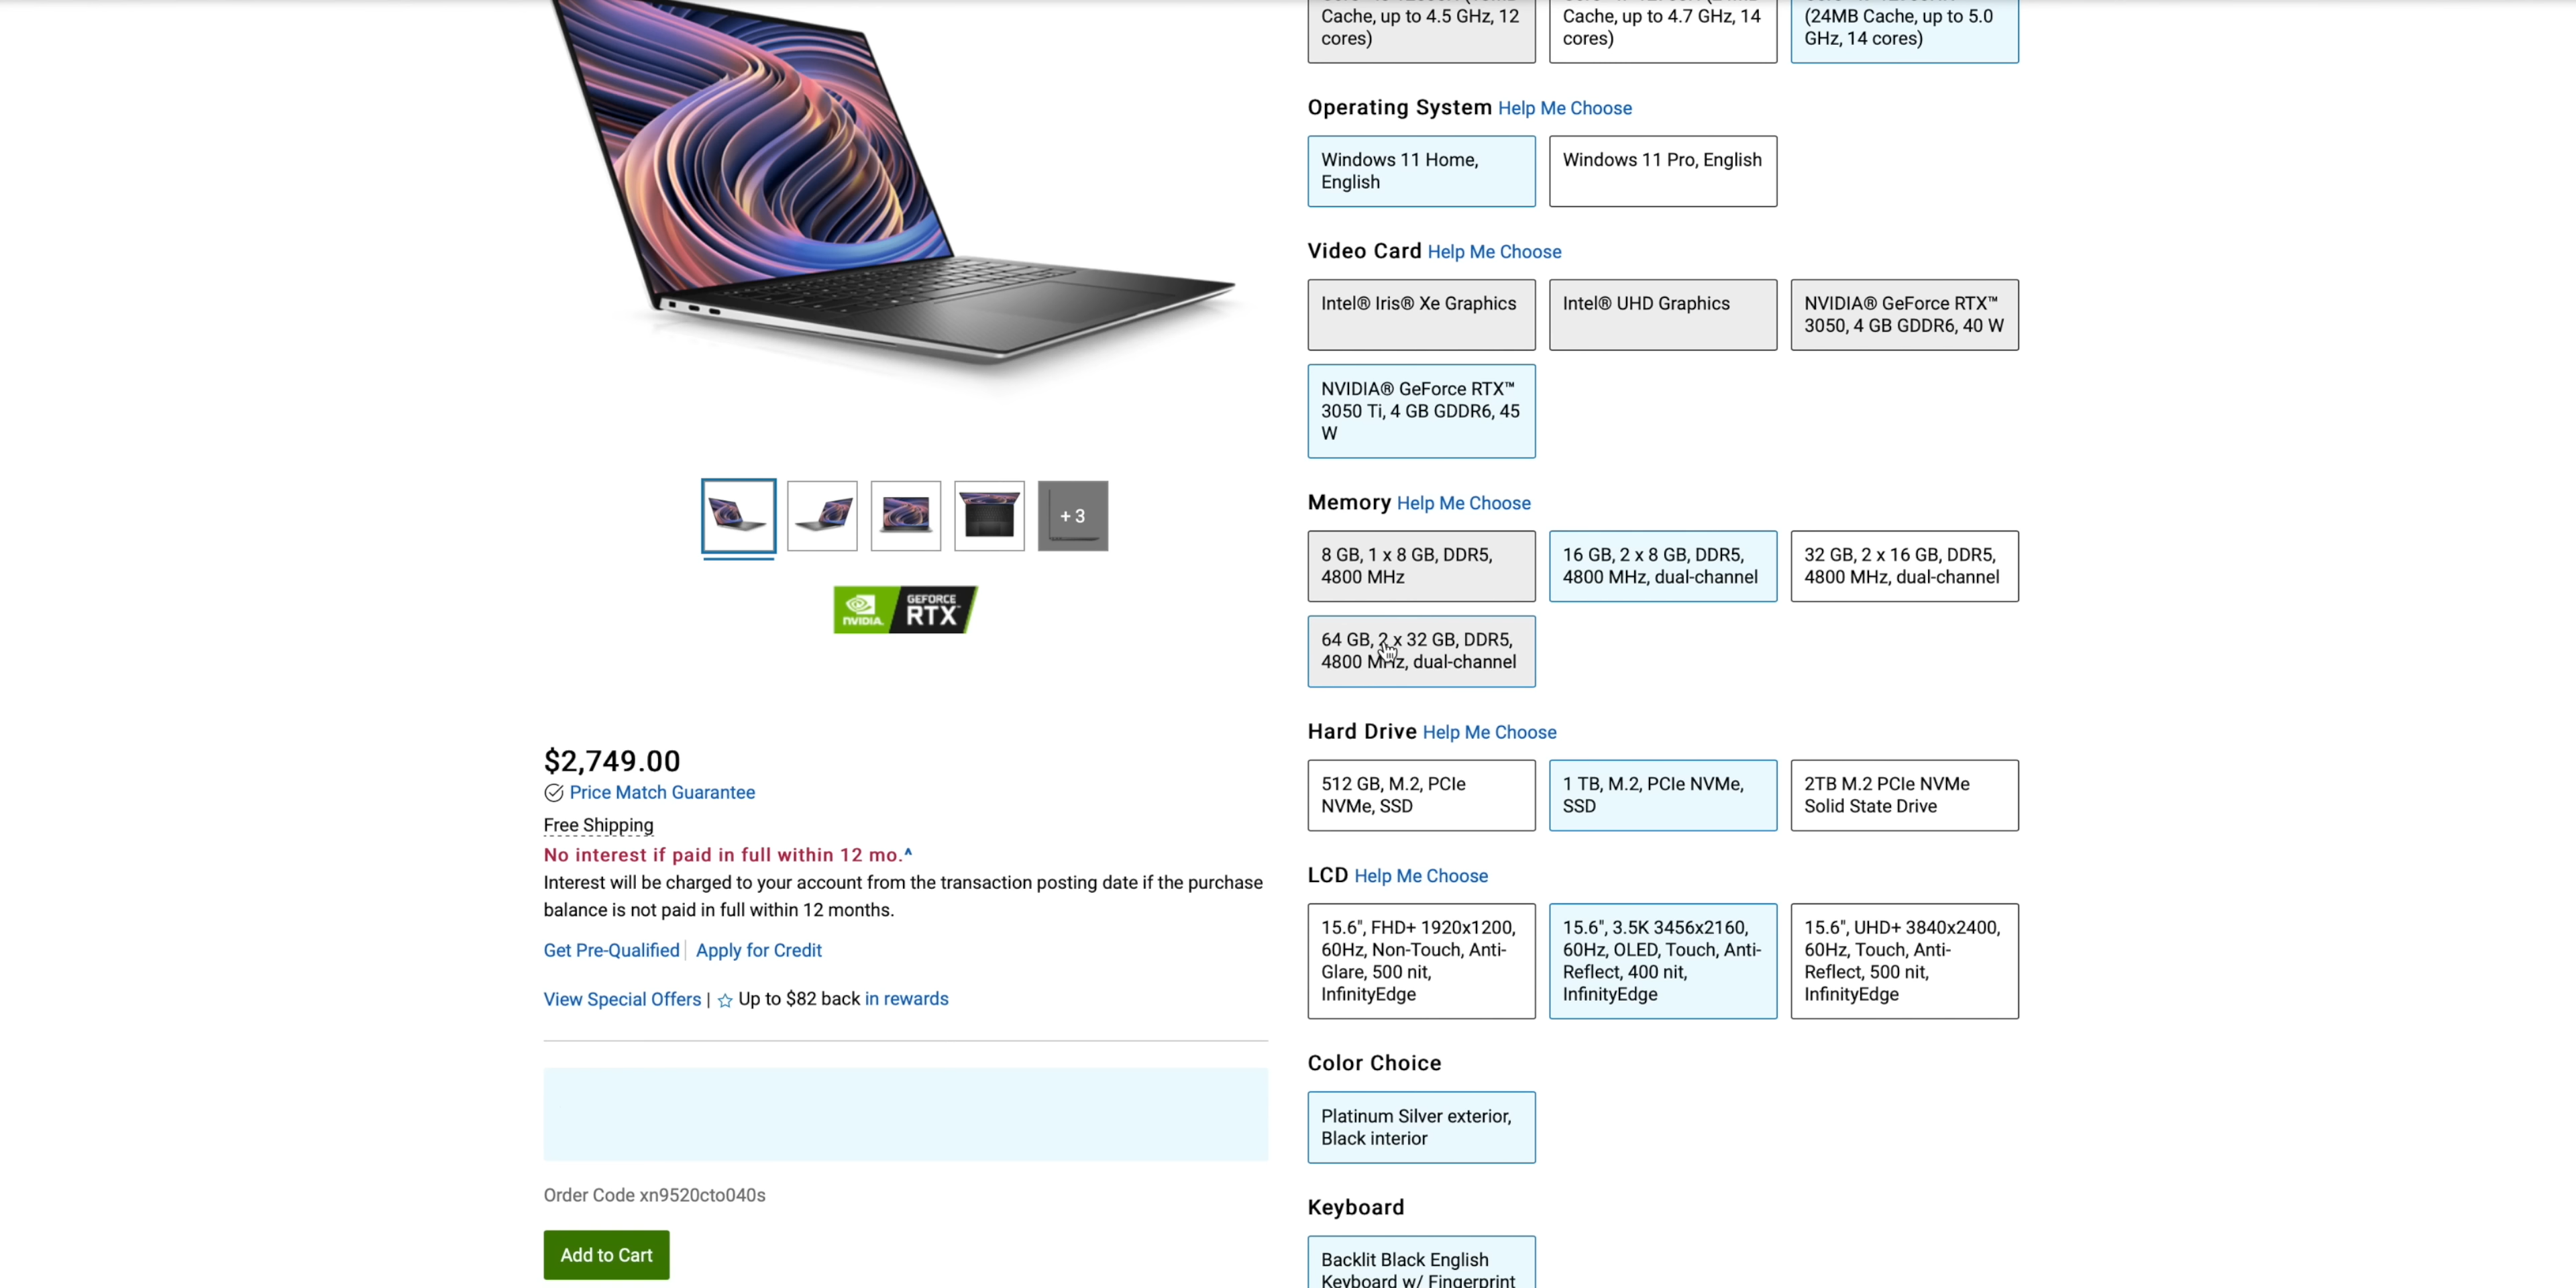 Cache, up to 4.5 GHz, 12
cores)
Cache, up to 4.7 GHz, 14
cores)
(24MB Cache, up to 5.0
GHz, 14 cores)
Operating System Help Me Choose
Windows 11 Home,
English
Windows 11 Pro, English
Video Card Help Me Choose
Intel® Iris® Xe Graphics
Intel® UHD Graphics
NVIDIA® GeForce RTX™
3050, 4 GB GDDR6, 40 W
NVIDIA® GeForce RTX™
3050 Ti, 4 GB GDDR6, 45
W
+ 3
NVIDIA.
GEFORCE
RTX
Memory Help Me Choose
8 GB, 1 x 8 GB, DDR5,
4800 MHz
16 GB, 2 x 8 GB, DDR5,
4800 MHz, dual-channel
32 GB, 2 x 16 GB, DDR5,
4800 MHz, dual-channel
64 GB, 2 x 32 GB, DDR5,
4800 MHz, dual-channel
Hard Drive Help Me Choose
512 GB, M.2, PCIe
NVMe, SSD
1 TB, M.2, PCIe NVMe,
SSD
2TB M.2 PCIe NVMe
Solid State Drive
LCD Help Me Choose
15.6", FHD+ 1920x1200,
60Hz, Non-Touch, Anti-
Glare, 500 nit,
InfinityEdge
15.6", 3.5K 3456x2160,
60Hz, OLED, Touch, Anti-
Reflect, 400 nit,
InfinityEdge
15.6", UHD+ 3840x2400,
60Hz, Touch, Anti-
Reflect, 500 nit,
InfinityEdge
Color Choice
Platinum Silver exterior,
Black interior
Keyboard
Backlit Black English
Keyboard w/ Fingerprint
$2,749.00
Price Match Guarantee
Free Shipping
No interest if paid in full within 12 mo.^
Interest will be charged to your account from the transaction posting date if the purchase
balance is not paid in full within 12 months.
Get Pre-Qualified | Apply for Credit
View Special Offers | ☆ Up to $82 back in rewards
Order Code xn9520cto040s
Add to Cart